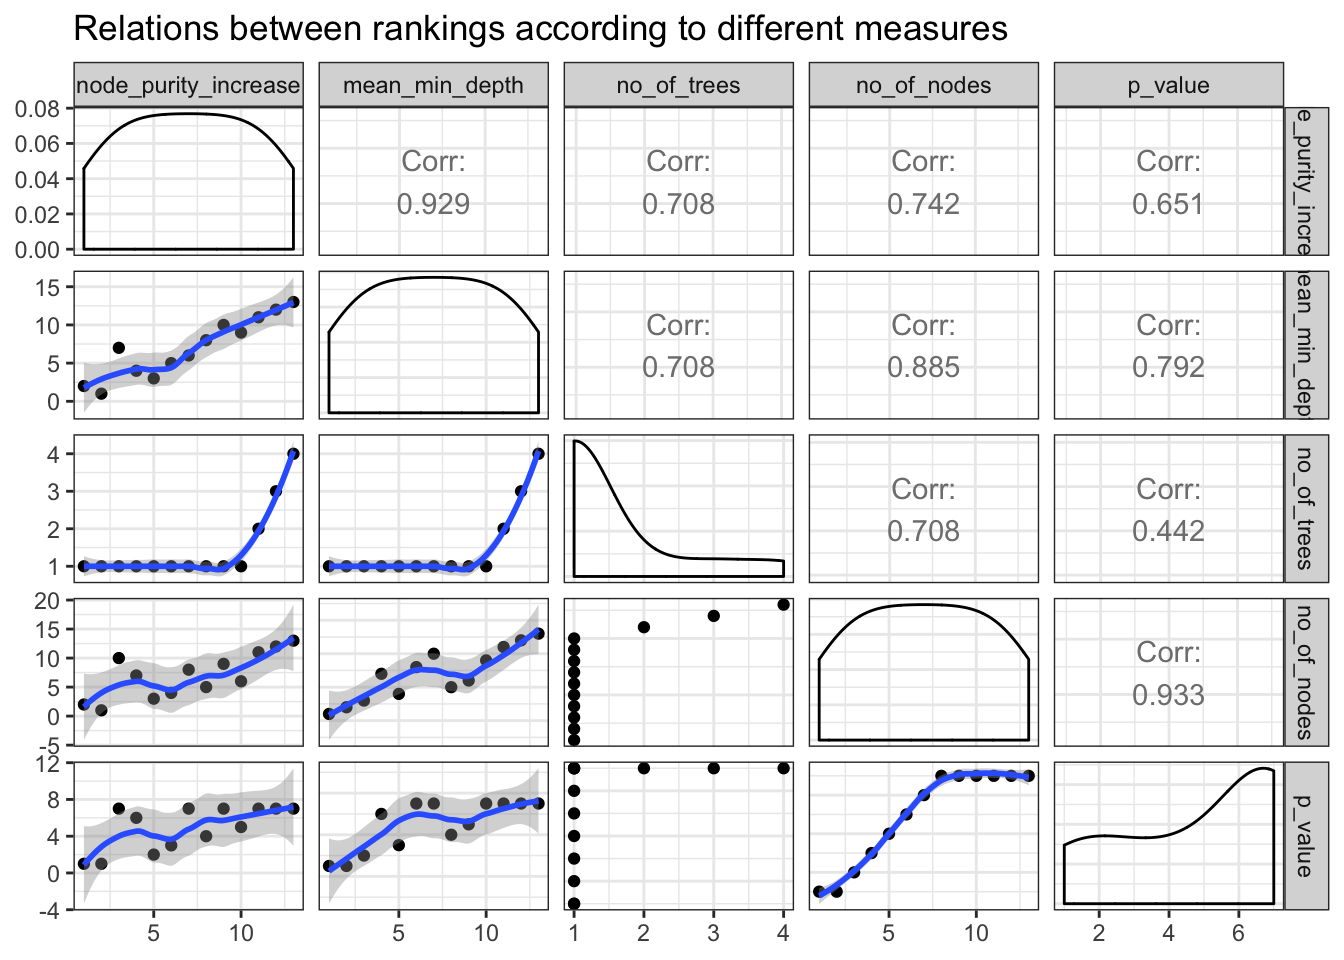 Relations between rankings according to different measures
node_purity_increase mean_min_depth no_of_trees no_of_nodes p_value
0.08
0.06
0.04
0.02
0.00
Corr:
0.929
Corr:
0.708
Corr:
0.742
Corr:
0.651
e_purity_incre
15
10
5
0
Corr:
0.708
Corr:
0.885
Corr:
0.792
mean_min_dept
4
3
2
1
Corr:
0.708
Corr:
0.442
no_of_trees
20
15
10
5
0
-5
Corr:
0.933
no_of_nodes
12
8
4
0
-4
p_value
5 10 5 10 1 2 3 4 5 10 2 4 6